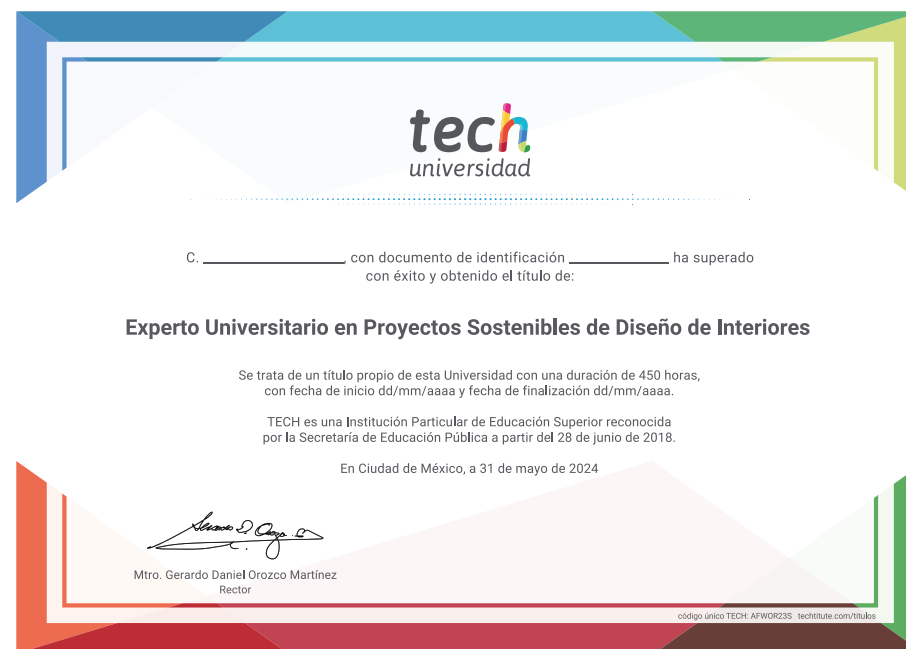 tech
universidad
C. ____________________, con documento de identificación ______________ ha superado
con éxito y obtenido el título de:
Experto Universitario en Proyectos Sostenibles de Diseño de Interiores
Se trata de un título propio de esta Universidad con una duración de 450 horas,
con fecha de inicio dd/mm/aaaa y fecha de finalización dd/mm/aaaa.
TECH es una Institución Particular de Educación Superior reconocida
por la Secretaría de Educación Pública a partir del 28 de junio de 2018.
En Ciudad de México, a 31 de mayo de 2024
Mtro. Gerardo Daniel Orozco Martínez
Rector
código único TECH: AFWOR23S techtitute.com/titulos